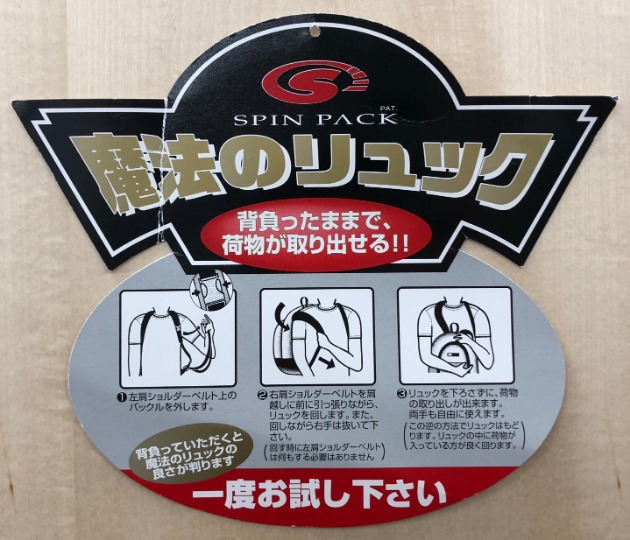 PAT.
SPIN PACK
魔法のリュック
背負ったままで、
荷物が取り出せる!!
❶左肩ショルダーベルト上の
バックルを外します。
❷右肩ショルダーベルトを肩
越しに前に引っ張りながら、
リュックを回します。また、
回しながら右手は抜いて下
さい。
(回す時に左肩ショルダーベルト
は何もする必要はありません)
❸リュックを下ろさずに、荷物
の取り出しが出来ます。
両手も自由に使えます。
(この逆の方法でリュックはもど
ります。リュックの中に荷物が
入っている方が良く回ります。)
背負っていただくと
魔法のリュックの
良さが判ります
一度お試し下さい